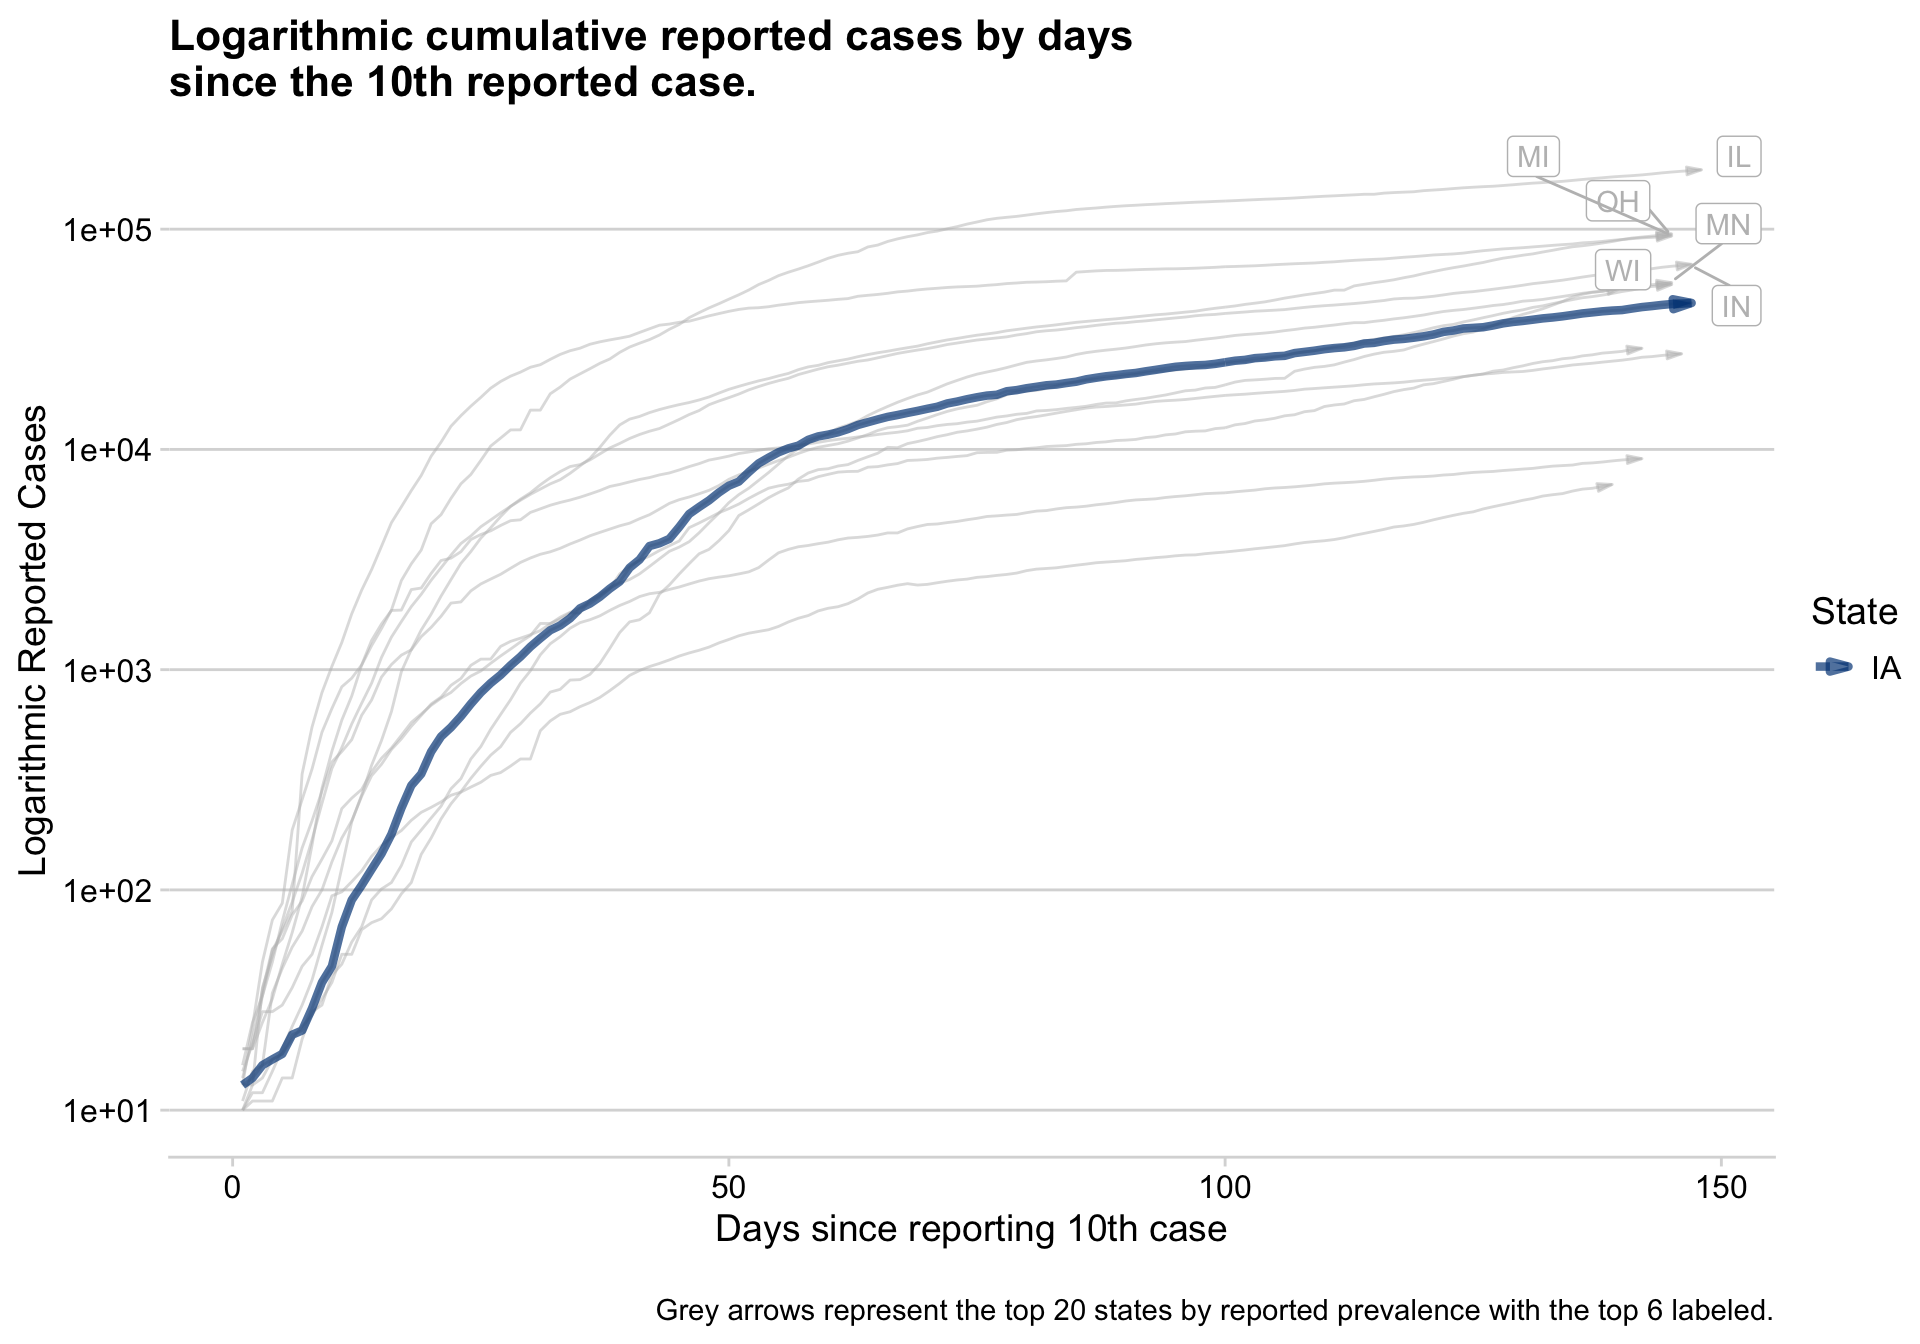 Logarithmic cumulative reported cases by days
since the 10th reported case.
MI
IL
OH
MN
WI
IN
1e+05
1e+04
1e+03
1e+02
1e+01
Logarithmic Reported Cases
State
IA
0
50
100
150
Days since reporting 10th case
Grey arrows represent the top 20 states by reported prevalence with the top 6 labeled.